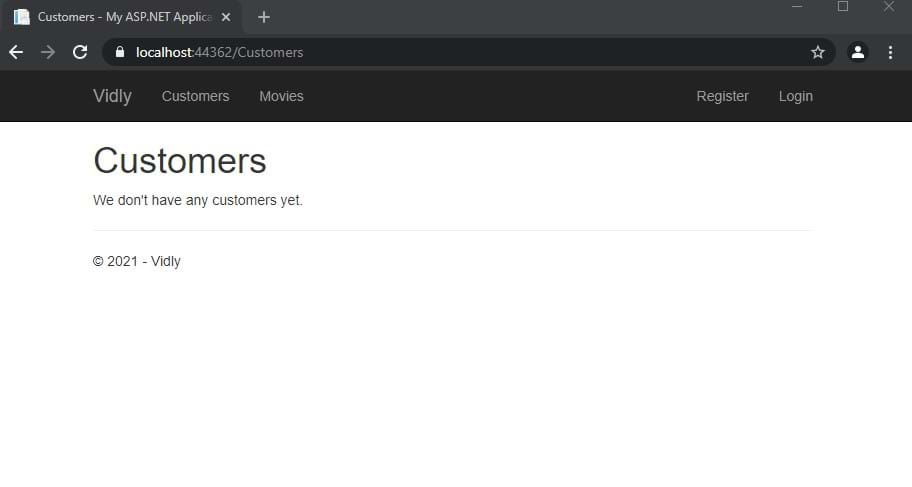 Customers - My ASP.NET Applica
localhost:44362/Customers
Vidly Customers Movies Register Login
Customers
We don't have any customers yet.
© 2021 - Vidly